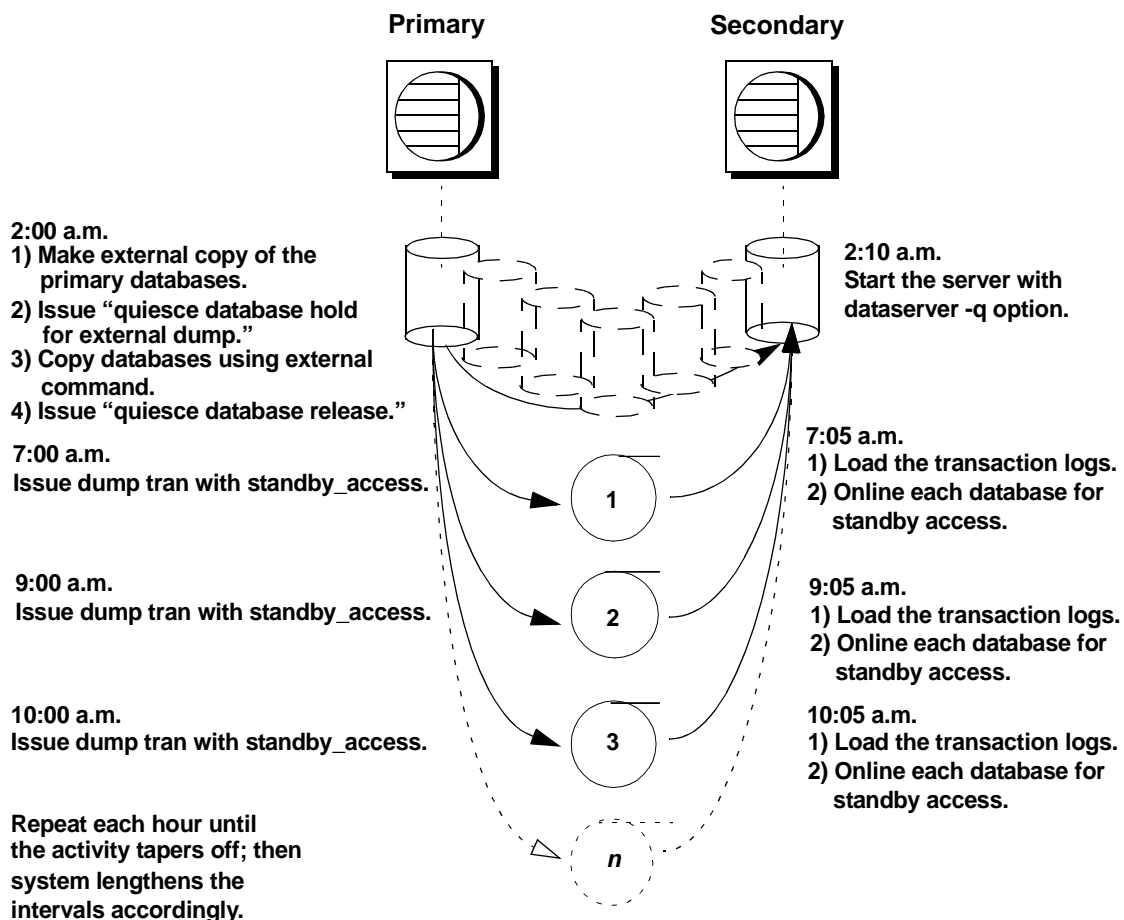 Primary
Secondary
2:00 a.m.
1) Make external copy of the
primary databases.
2) Issue “quiesce database hold
for external dump.”
3) Copy databases using external
command.
4) Issue “quiesce database release.”
2:10 a.m.
Start the server with
dataserver -q option.
7:00 a.m.
Issue dump tran with standby_access.
1
7:05 a.m.
1) Load the transaction logs.
2) Online each database for
standby access.
9:00 a.m.
Issue dump tran with standby_access.
2
9:05 a.m.
1) Load the transaction logs.
2) Online each database for
standby access.
10:00 a.m.
Issue dump tran with standby_access.
3
10:05 a.m.
1) Load the transaction logs.
2) Online each database for
standby access.
Repeat each hour until
the activity tapers off; then
system lengthens the
intervals accordingly.
n